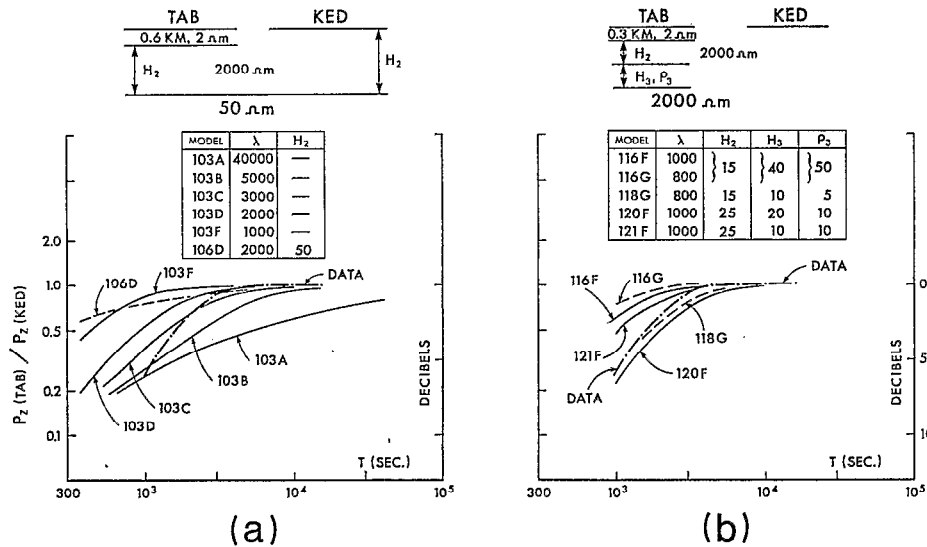 TAB KED
0.6 KM, 2 Ωm
H₂ 2000 Ωm H₂
50 Ωm
MODEL λ H₂
103A 40000 —
103B 5000 —
103C 3000 —
103D 2000 —
103F 1000 —
106D 2000 50
2.0
1.0
0.5
0.2
0.1
P_Z (TAB) / P_Z (KED)
106D
103F
DATA
103A
103B
103C
103D
DECIBELS
T (SEC.)
300 10³ 10⁴ 10⁵
(a)
TAB KED
0.3 KM, 2 Ωm
H₂ 2000 Ωm
H₃, ρ₃
2000 Ωm
MODEL λ H₂ H₃ ρ₃
116F 1000 } 15 } 40 } 50
116G 800
118G 800 15 10 5
120F 1000 25 20 10
121F 1000 25 10 10
116F
116G
DATA
121F
118G
DATA
120F
0
5
10
DECIBELS
T (SEC.)
300 10³ 10⁴ 10⁵
(b)